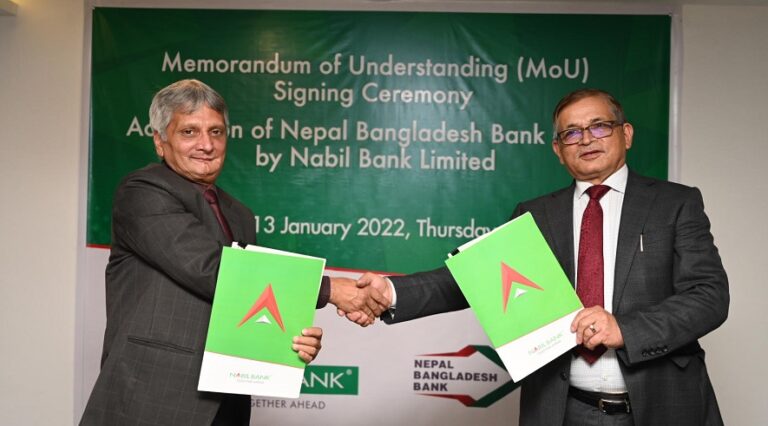 Memorandum of Understanding (MoU)
Signing Ceremony
of Nepal Bangladesh Bank
by Nabil Bank Limited
13 January 2022, Thursday
NABIL BANK
NABIL BANK
ANK®
GETHER AHEAD
NEPAL
BANGLADESH
BANK